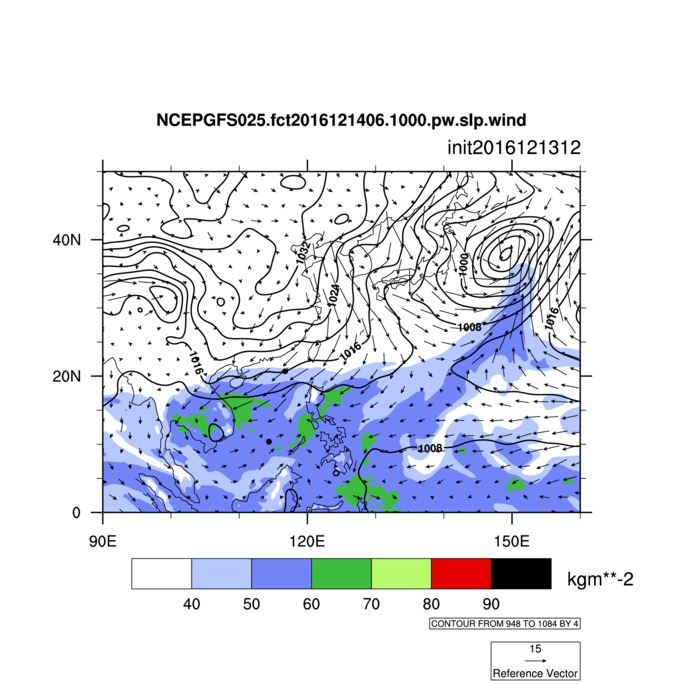 NCEPGFS025.fct2016121406.1000.pw.slp.wind
init2016121312
40N
20N
0
90E 120E 150E
1032
1024
1016
1016
1000
1008
1016
1008
40 50 60 70 80 90
kgm**-2
CONTOUR FROM 948 TO 1084 BY 4
15
Reference Vector